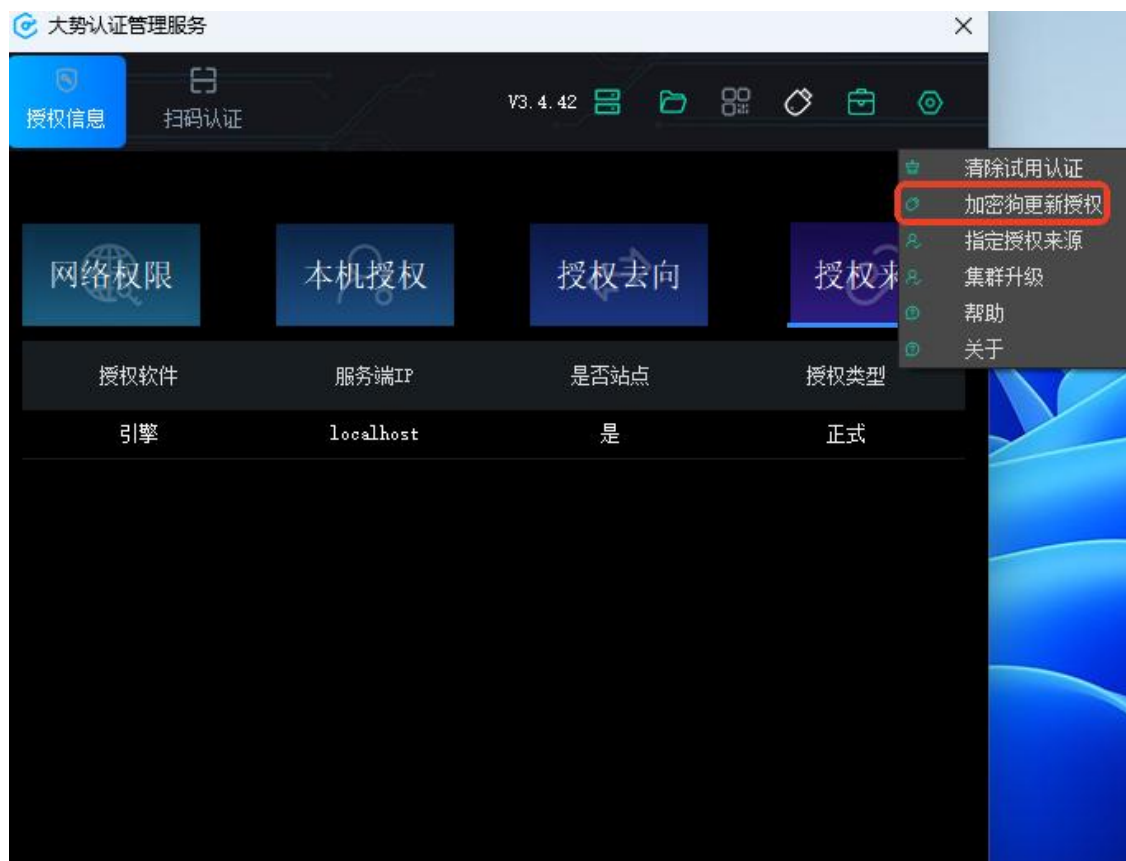 大势认证管理服务
授权信息
扫码认证
V3.4.42
清除试用认证
加密狗更新授权
指定授权来源
集群升级
帮助
关于
网络权限
本机授权
授权去向
授权来
授权软件
服务端IP
是否站点
授权类型
引擎
localhost
是
正式